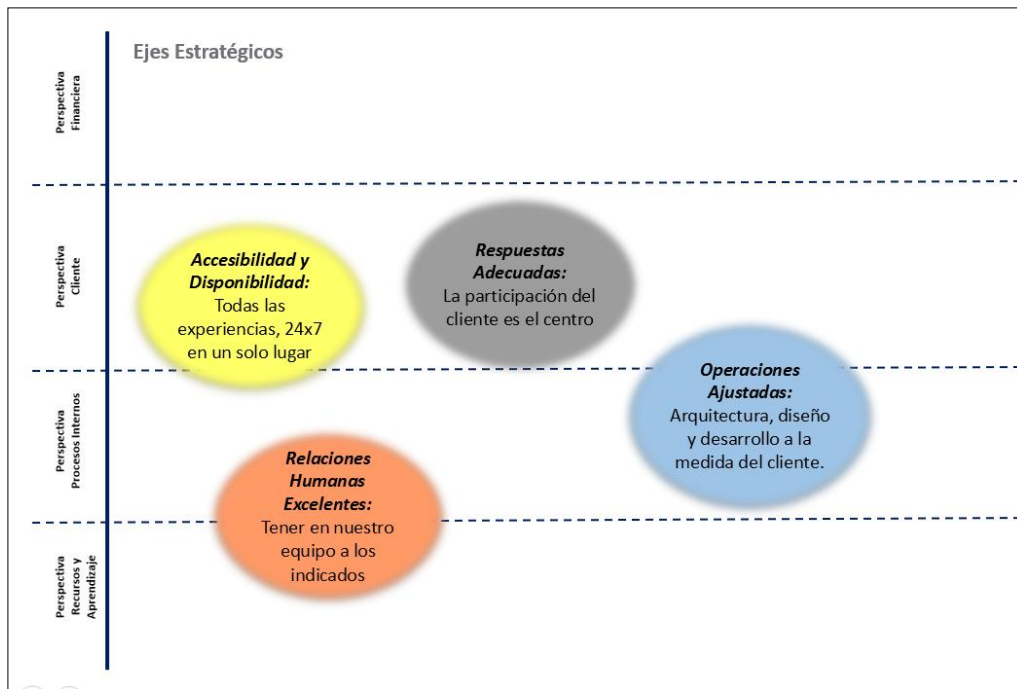 Ejes Estratégicos
Perspectiva
Financiera
Perspectiva
Cliente
Accesibilidad y
Disponibilidad:
Todas las
experiencias, 24x7
en un solo lugar
Respuestas
Adecuadas:
La participación del
cliente es el centro
Perspectiva
Procesos Internos
Operaciones
Ajustadas:
Arquitectura, diseño
y desarrollo a la
medida del cliente.
Relaciones
Humanas
Excelentes:
Tener en nuestro
equipo a los
indicados
Perspectiva
Recursos y
Aprendizaje